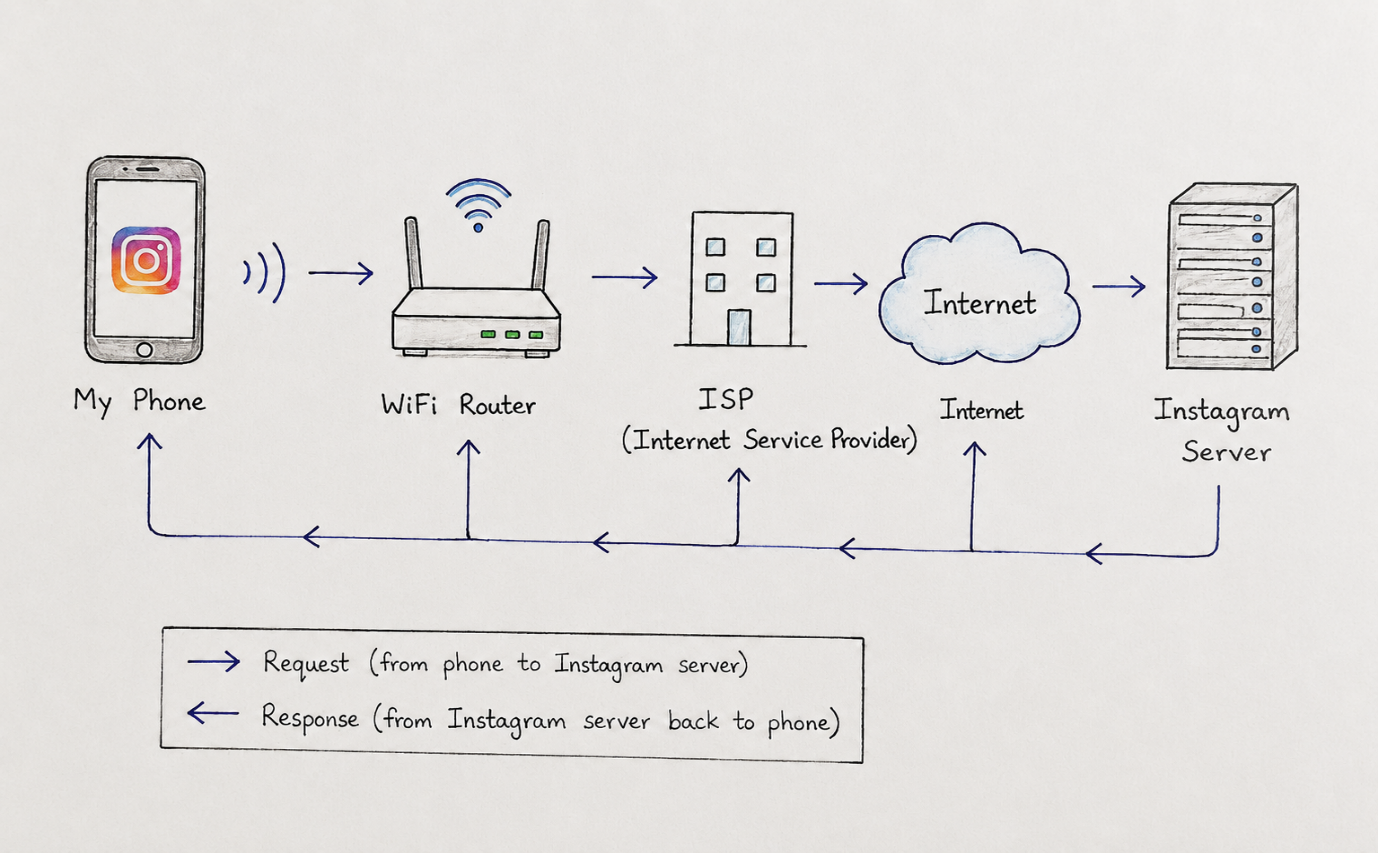 My Phone
WiFi Router
ISP
(Internet Service Provider)
Internet
Internet
Instagram
Server
Request (from phone to Instagram server)
Response (from Instagram server back to phone)